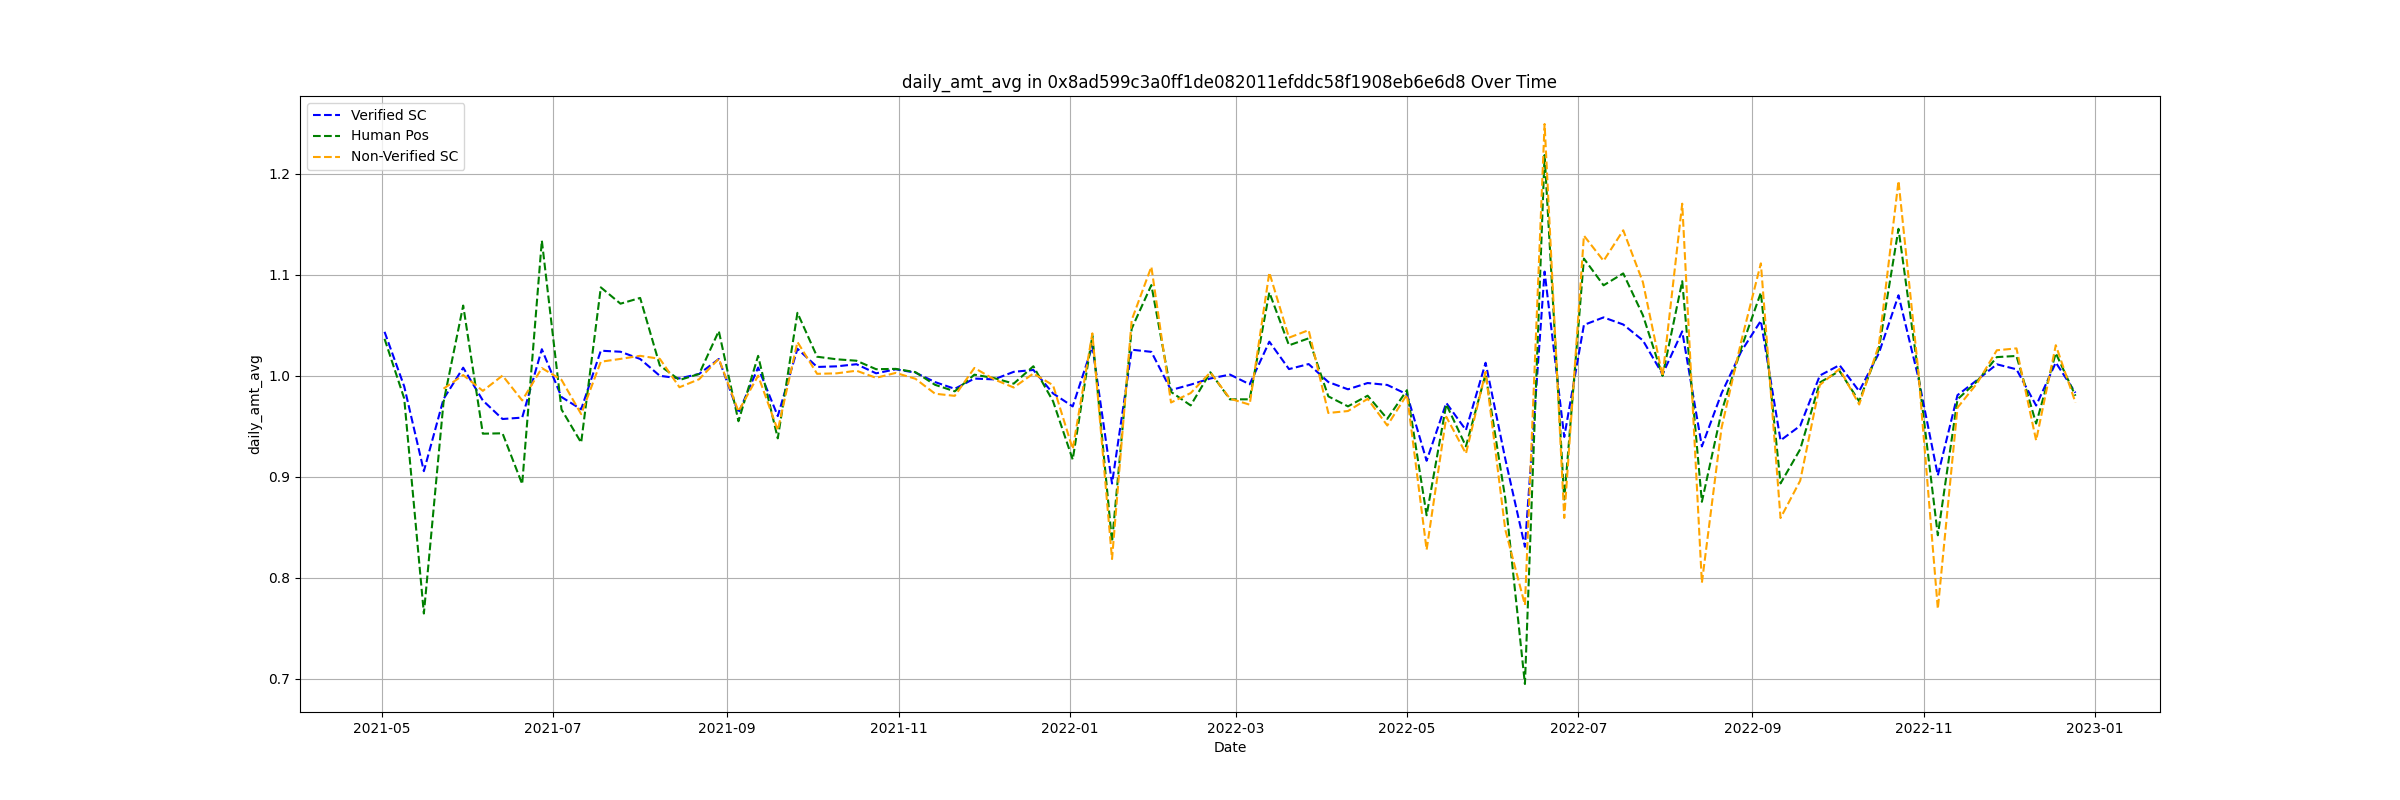 daily_amt_avg in 0x8ad599c3a0ff1de082011efddc58f1908eb6e6d8 Over Time
Verified SC
Human Pos
Non-Verified SC
daily_amt_avg
1.2
1.1
1.0
0.9
0.8
0.7
2021-05 2021-07 2021-09 2021-11 2022-01 2022-03 2022-05 2022-07 2022-09 2022-11 2023-01
Date